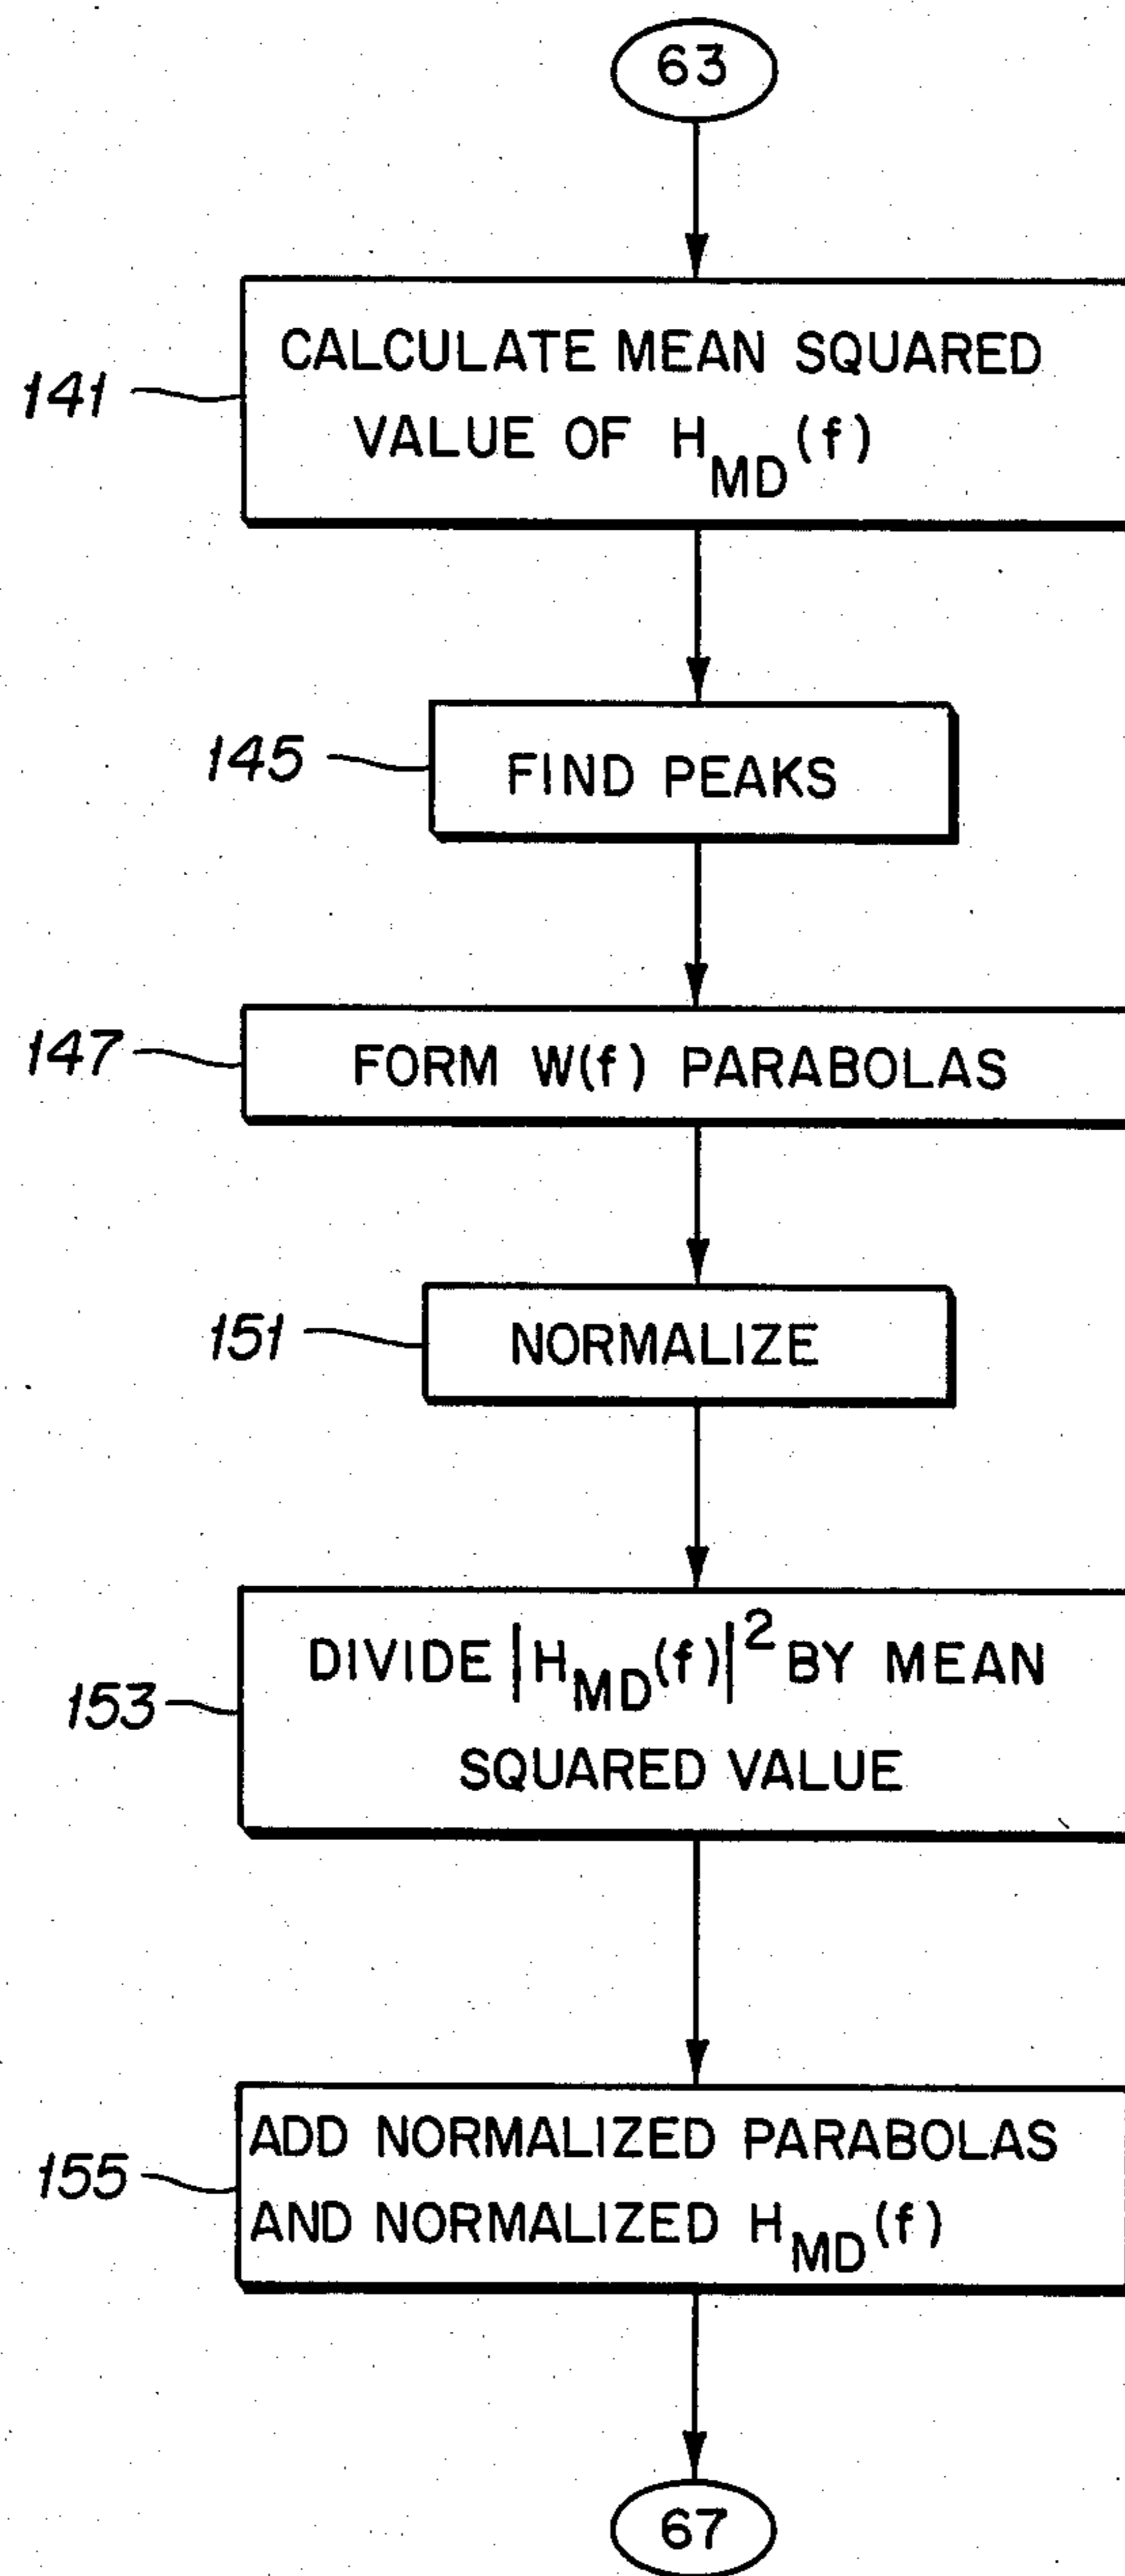 63
141
CALCULATE MEAN SQUARED
VALUE OF H_MD(f)
145
FIND PEAKS
147
FORM W(f) PARABOLAS
151
NORMALIZE
153
DIVIDE |H_MD(f)|² BY MEAN
SQUARED VALUE
155
ADD NORMALIZED PARABOLAS
AND NORMALIZED H_MD(f)
67